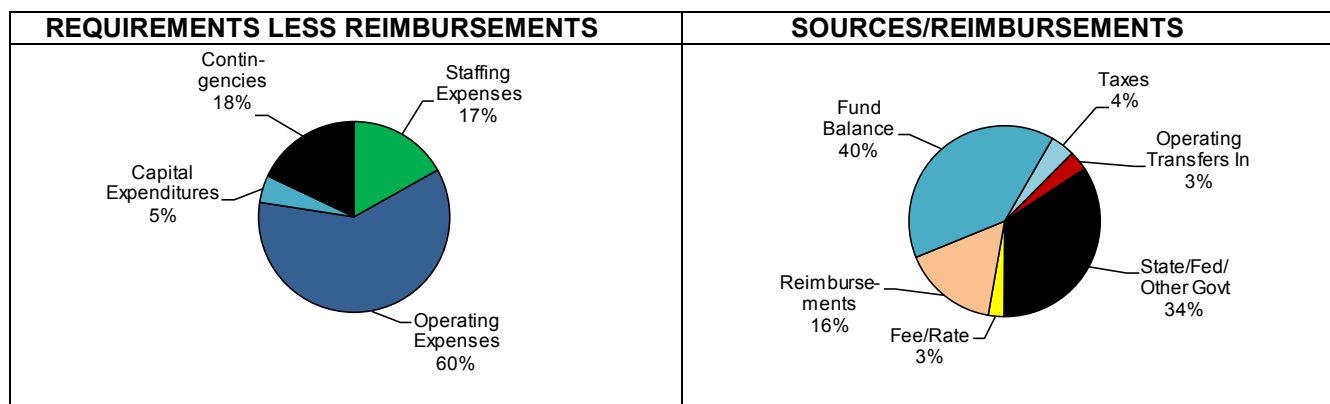 REQUIREMENTS LESS REIMBURSEMENTS
Contin-
gencies
18%
Staffing
Expenses
17%
Capital
Expenditures
5%
Operating
Expenses
60%
SOURCES/REIMBURSEMENTS
Taxes
4%
Fund
Balance
40%
Operating
Transfers In
3%
State/Fed/
Other Govt
34%
Reimburse-
ments
16%
Fee/Rate
3%